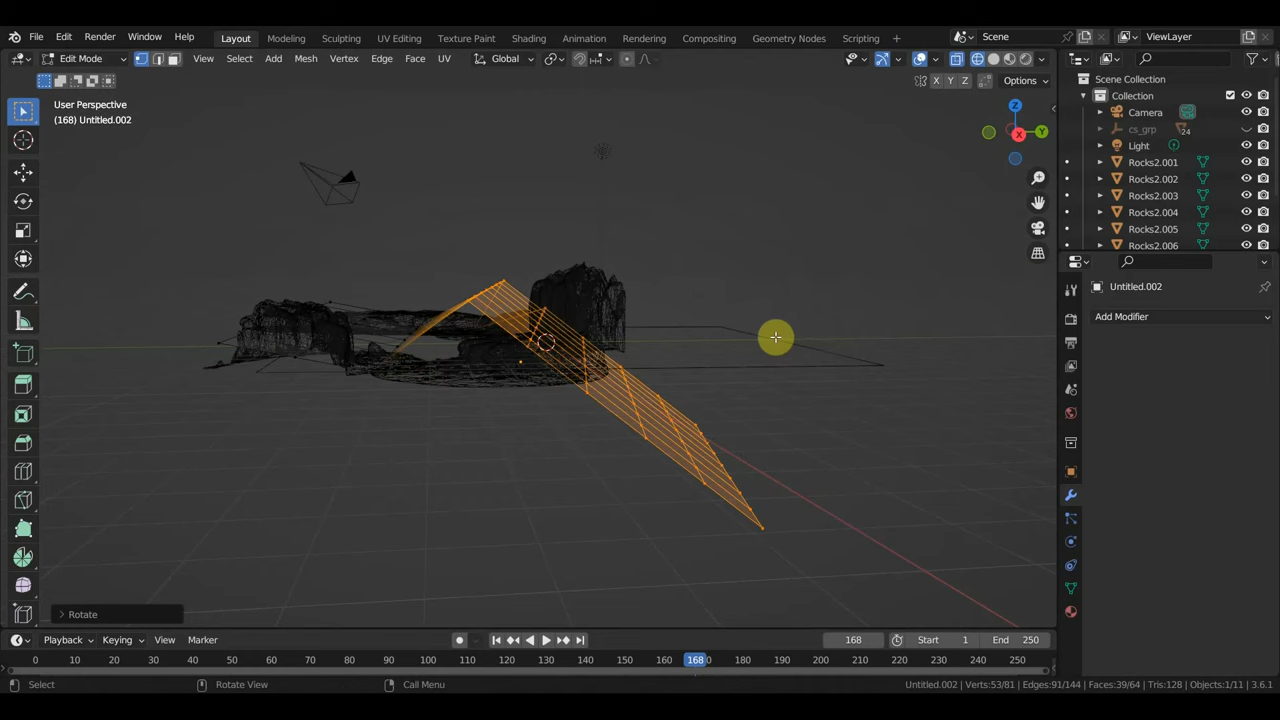 File Edit Render Window Help Layout Modeling Sculpting UV Editing Texture Paint Shading Animation Rendering Compositing Geometry Nodes Scripting + Scene ViewLayer
Edit Mode View Select Add Mesh Vertex Edge Face UV Global
X Y Z Options
User Perspective
(168) Untitled.002
Z
Y
X
Scene Collection
Collection
Camera
cs_grp 24
Light
Rocks2.001
Rocks2.002
Rocks2.003
Rocks2.004
Rocks2.005
Rocks2.006
Untitled.002
Add Modifier
> Rotate
Playback Keying View Marker 168 Start 1 End 250
0 10 20 30 40 50 60 70 80 90 100 110 120 130 140 150 160 168 180 190 200 210 220 230 240 250
Select Rotate View Call Menu Untitled.002 | Verts:53/81 | Edges:91/144 | Faces:39/64 | Tris:128 | Objects:1/11 | 3.6.1